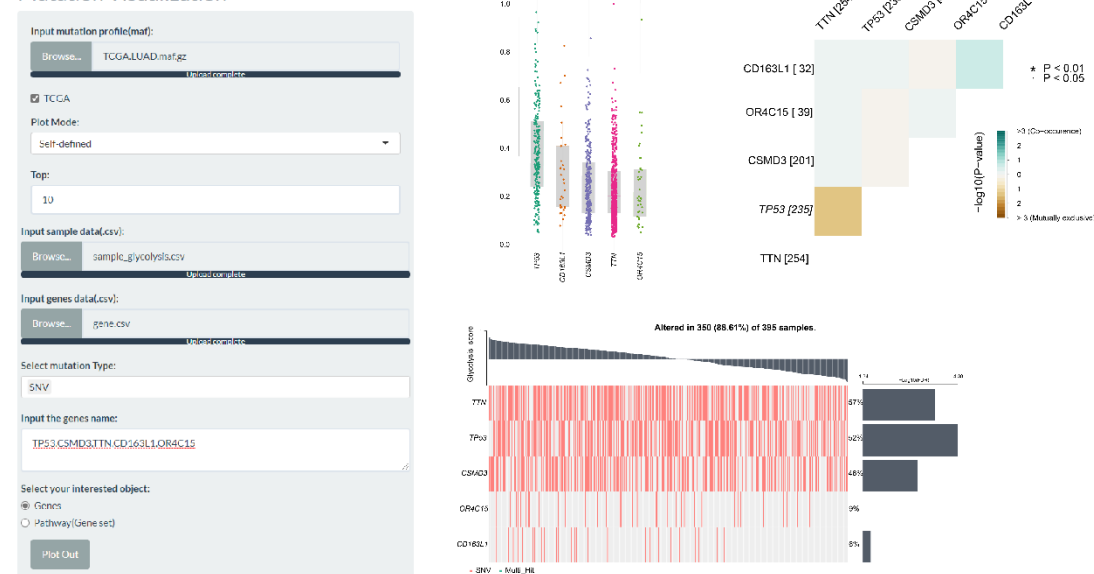 Input mutation profile(maf):
Browse... TCGA.LUAD.maf.gz
Upload complete
TCGA
Plot Mode:
Self-defined
Top:
10
Input sample data(.csv):
Browse... sample_glycolysis.csv
Upload complete
Input genes data(.csv):
Browse... gene.csv
Upload complete
Select mutation Type:
SNV
Input the genes name:
TP53,CSMD3,TTN,CD163L1,OR4C15
Select your interested object:
Genes
Pathway(Gene set)
Plot Out
1.0
0.8
0.6
0.4
0.2
0.0
TP53
CD163L1
CSMD3
TTN
OR4C15
CD163L1 [ 32]
OR4C15 [ 39]
CSMD3 [201]
TP53 [235]
TTN [254]
* P < 0.01
· P < 0.05
−log10(P−value)
>3 (Co−occurence)
2
1
0
1
2
> 3 (Mutually exclusive)
Altered in 350 (88.61%) of 395 samples.
Glycolysis score
TTN
57%
TP53
52%
CSMD3
46%
OR4C15
9%
CD163L1
8%
SNV
Multi_Hit